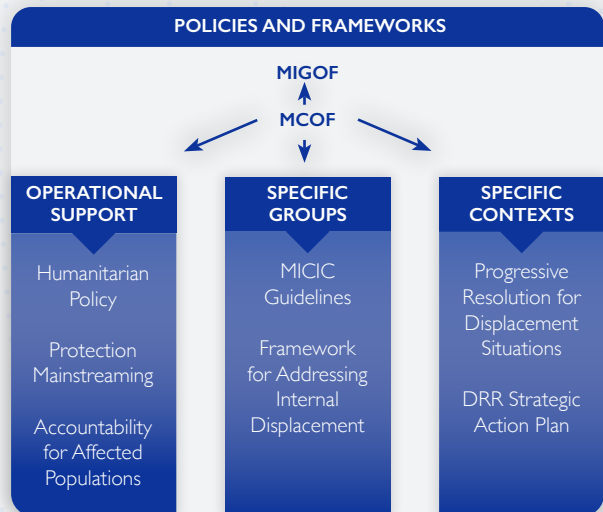 POLICIES AND FRAMEWORKS
MIGOF
MCOF
OPERATIONAL
SUPPORT
Humanitarian
Policy
Protection
Mainstreaming
Accountability
for Affected
Populations
SPECIFIC
GROUPS
MICIC
Guidelines
Framework
for Addressing
Internal
Displacement
SPECIFIC
CONTEXTS
Progressive
Resolution for
Displacement
Situations
DRR Strategic
Action Plan